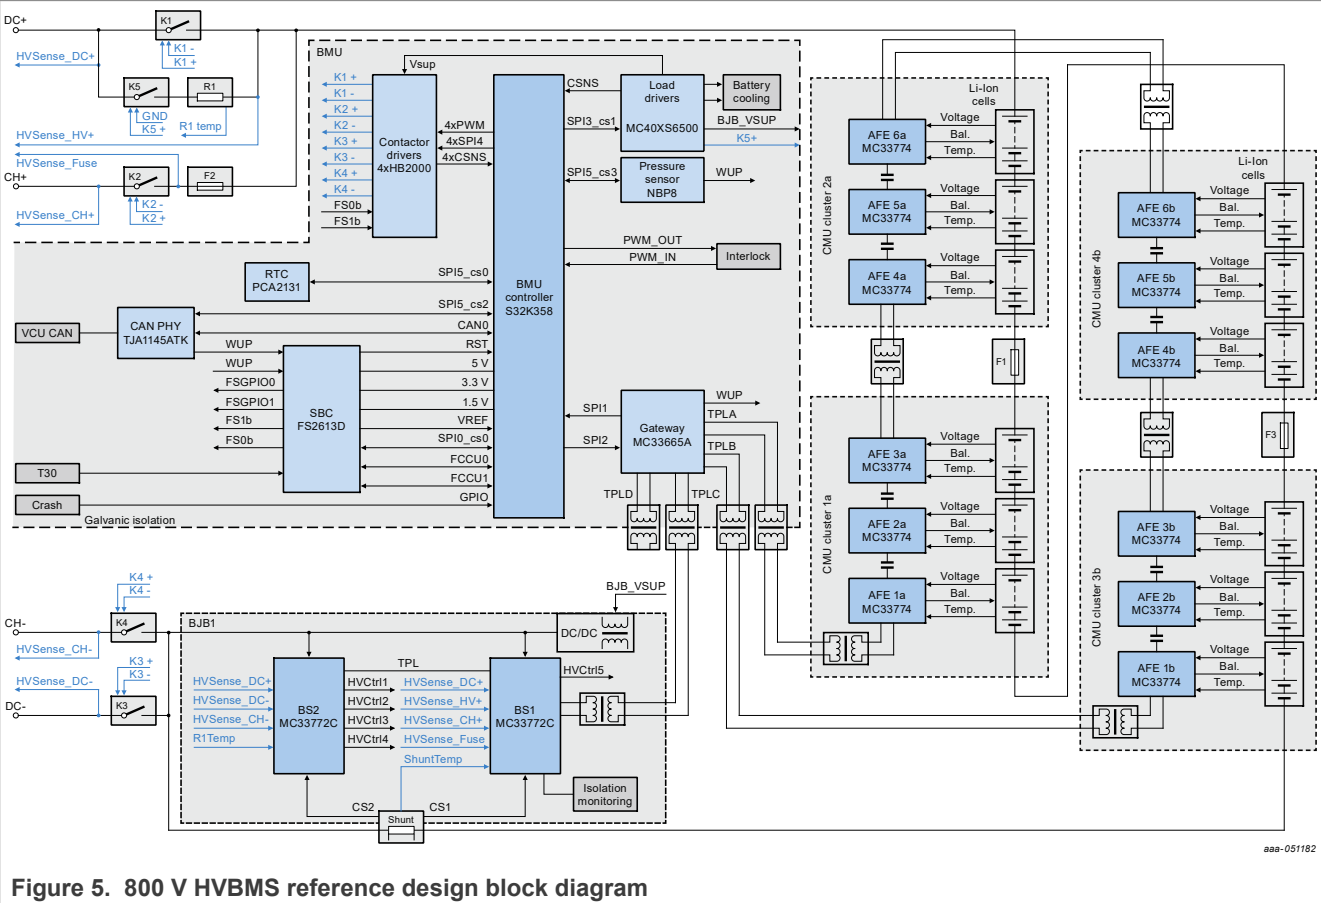 DC+
K1
K1 -
K1 +
HVSense_DC+
K5
R1
GND
K5 +
R1 temp
HVSense_HV+
HVSense_Fuse
CH+
K2
F2
K2 -
K2 +
HVSense_CH+
BMU
Vsup
K1 +
K1 -
K2 +
K2 -
K3 +
K3 -
K4 +
K4 -
FS0b
FS1b
Contactor
drivers
4xHB2000
4xPWM
4xSPI4
4xCSNS
CSNS
SPI3_cs1
SPI5_cs3
Load
drivers
MC40XS6500
Battery
cooling
BJB_VSUP
K5+
Pressure
sensor
NBP8
WUP
PWM_OUT
PWM_IN
Interlock
BMU
controller
S32K358
RTC
PCA2131
SPI5_cs0
SPI5_cs2
CAN0
VCU CAN
CAN PHY
TJA1145ATK
WUP
WUP
FSGPIO0
FSGPIO1
FS1b
FS0b
SBC
FS2613D
RST
5 V
3.3 V
1.5 V
VREF
SPI0_cs0
FCCU0
FCCU1
GPIO
T30
Crash
Galvanic isolation
SPI1
SPI2
Gateway
MC33665A
WUP
TPLA
TPLB
TPLD
TPLC
CMU cluster 2a
Li-Ion
cells
AFE 6a
MC33774
Voltage
Bal.
Temp.
AFE 5a
MC33774
Voltage
Bal.
Temp.
AFE 4a
MC33774
Voltage
Bal.
Temp.
F1
CMU cluster 1a
AFE 3a
MC33774
Voltage
Bal.
Temp.
AFE 2a
MC33774
Voltage
Bal.
Temp.
AFE 1a
MC33774
Voltage
Bal.
Temp.
CMU cluster 4b
Li-Ion
cells
AFE 6b
MC33774
Voltage
Bal.
Temp.
AFE 5b
MC33774
Voltage
Bal.
Temp.
AFE 4b
MC33774
Voltage
Bal.
Temp.
F3
CMU cluster 3b
AFE 3b
MC33774
Voltage
Bal.
Temp.
AFE 2b
MC33774
Voltage
Bal.
Temp.
AFE 1b
MC33774
Voltage
Bal.
Temp.
K4 +
K4 -
CH-
K4
HVSense_CH-
K3 +
K3 -
HVSense_DC-
DC-
K3
BJB1
BJB_VSUP
DC/DC
TPL
HVSense_DC+
HVSense_DC-
HVSense_CH-
R1Temp
BS2
MC33772C
HVCtrl1
HVCtrl2
HVCtrl3
HVCtrl4
HVSense_DC+
HVSense_HV+
HVSense_CH+
HVSense_Fuse
ShuntTemp
BS1
MC33772C
HVCtrl5
Isolation
monitoring
CS2
CS1
Shunt
aaa-051182
Figure 5. 800 V HVBMS reference design block diagram